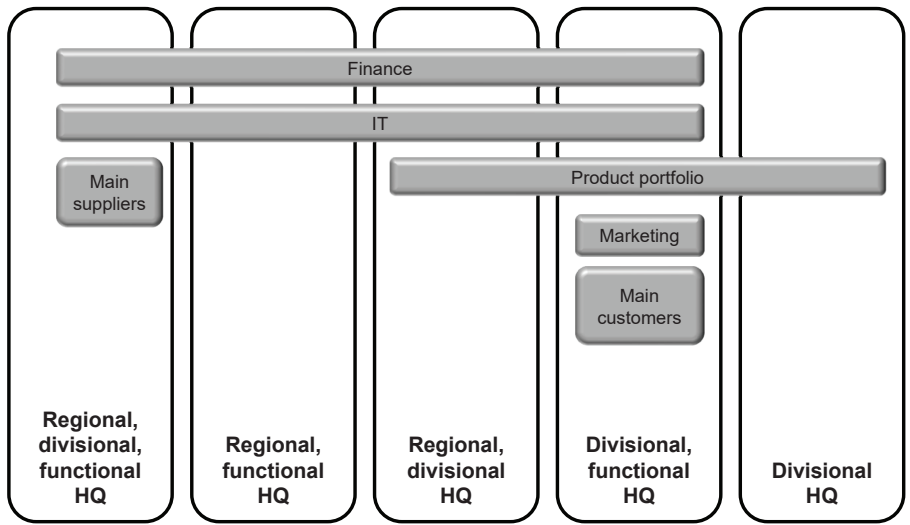 Finance
IT
Main
suppliers
Product portfolio
Marketing
Main
customers
Regional,
divisional,
functional
HQ
Regional,
functional
HQ
Regional,
divisional
HQ
Divisional,
functional
HQ
Divisional
HQ